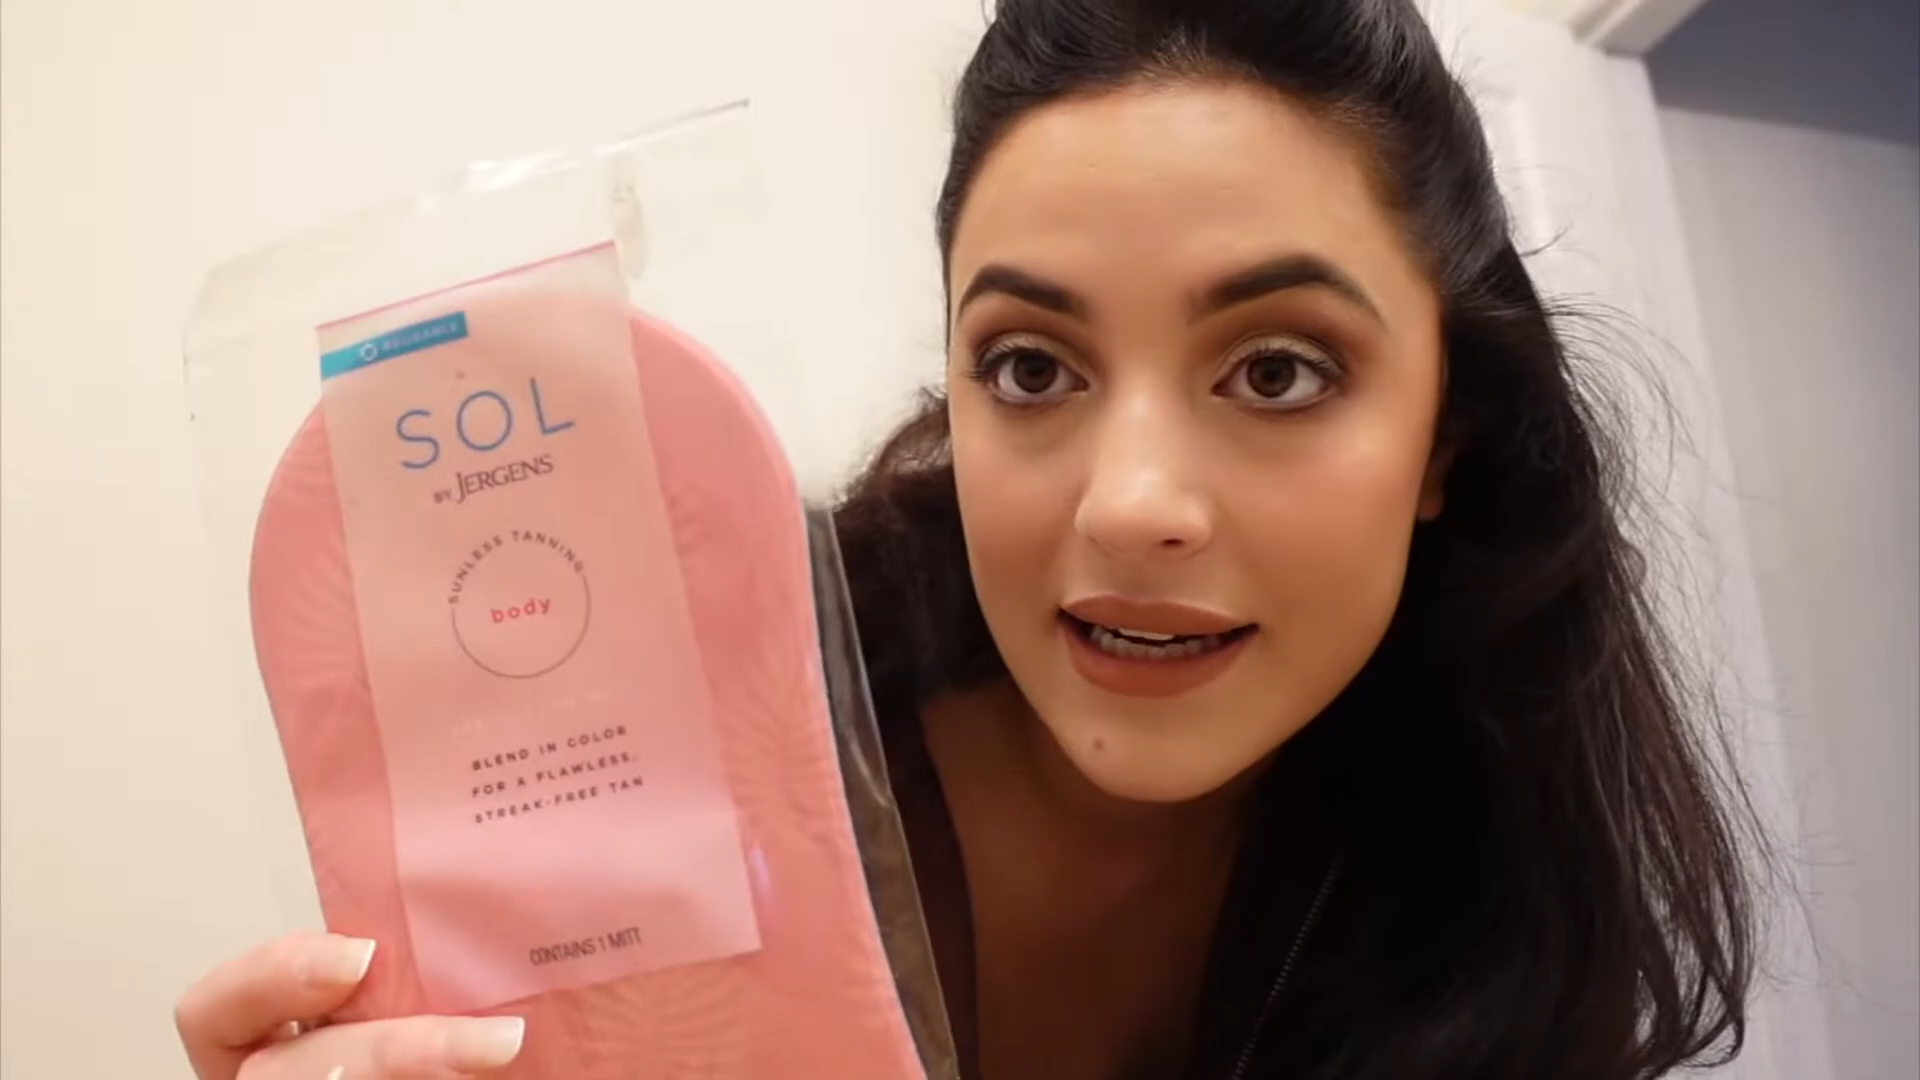 REUSABLE
SOL
BY JERGENS
SUNLESS TANNING
body
BLEND IN COLOR
FOR A FLAWLESS,
STREAK-FREE TAN
CONTAINS 1 MITT